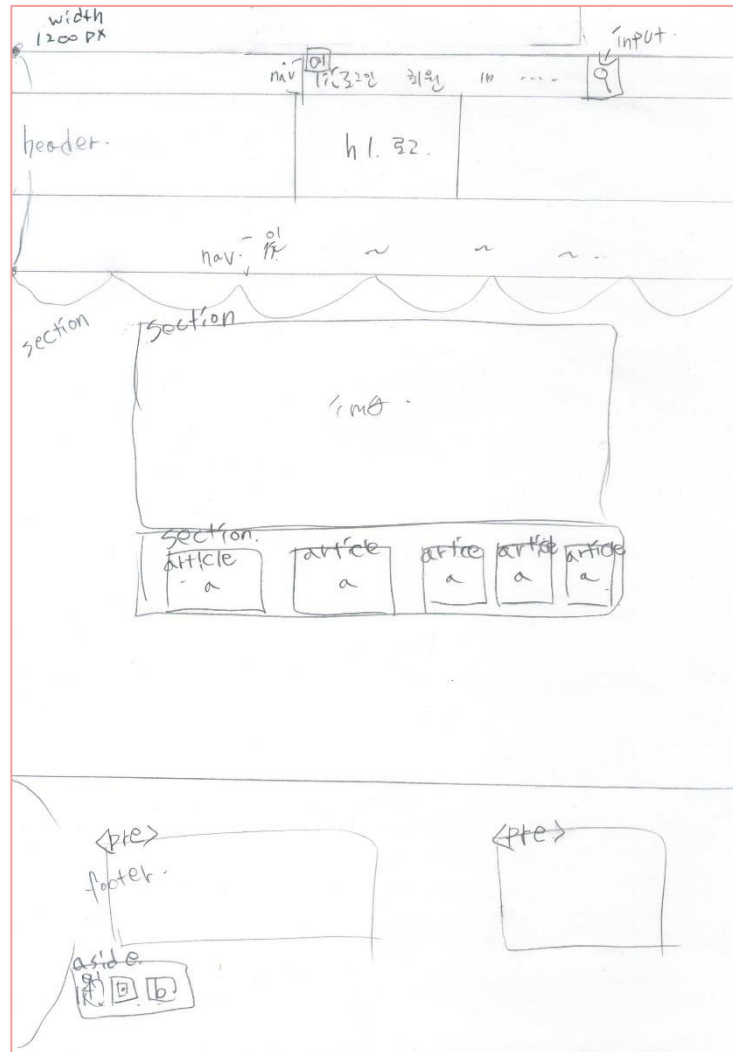 width
1200 px
input.
nav 로그인 회원 ....
header.
h1. 로고.
nav. ~ ~ ~ .
section
section
img.
section.
article article artice article article
a a a a a
<pre> <pre>
footer.
aside.
b